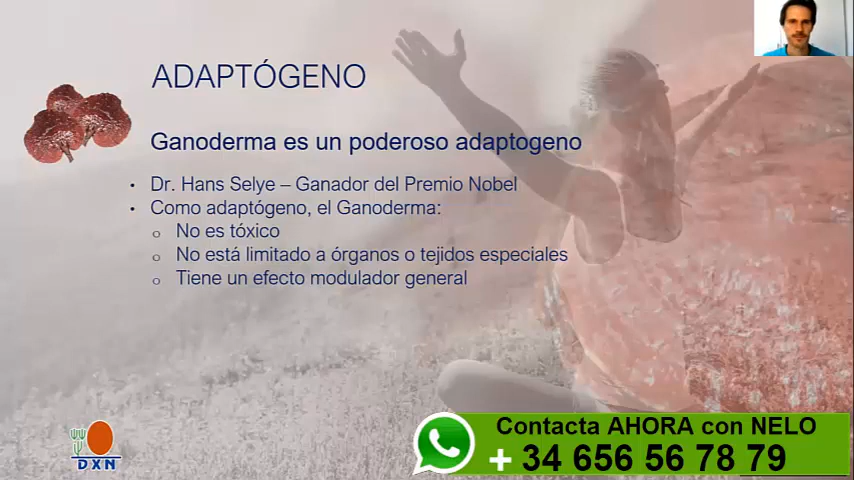 ADAPTÓGENO
Ganoderma es un poderoso adaptogeno
• Dr. Hans Selye – Ganador del Premio Nobel
• Como adaptógeno, el Ganoderma:
o No es tóxico
o No está limitado a órganos o tejidos especiales
o Tiene un efecto modulador general
DXN
Contacta AHORA con NELO
+ 34 656 56 78 79